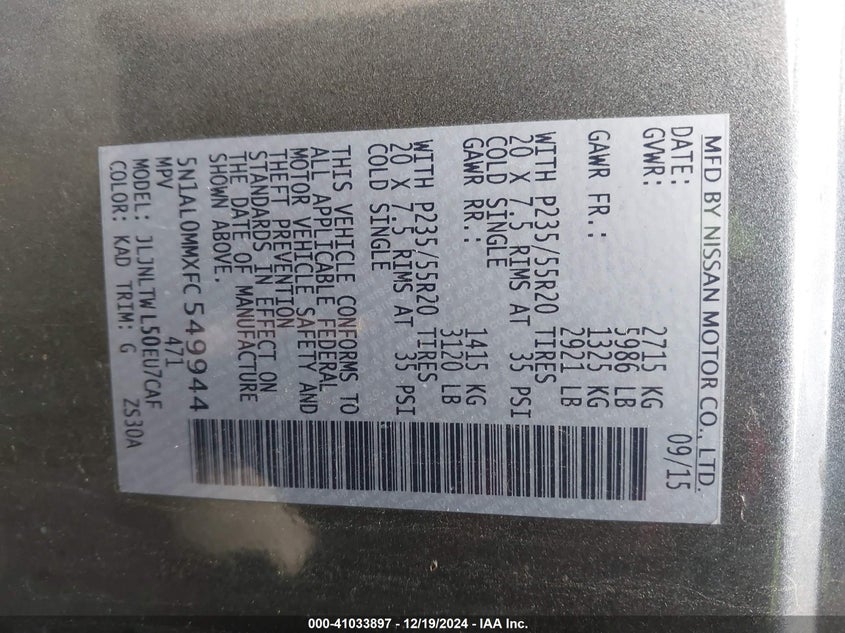 MFD BY NISSAN MOTOR CO., LTD.
DATE: 09/15
GVWR: 2715 KG
5986 LB
GAWR FR.: 1325 KG
2921 LB
WITH P235/55R20 TIRES
20 X 7.5 RIMS AT 35 PSI
COLD SINGLE
GAWR RR.: 1415 KG
3120 LB
WITH P235/55R20 TIRES
20 X 7.5 RIMS AT 35 PSI
COLD SINGLE
THIS VEHICLE CONFORMS TO
ALL APPLICABLE FEDERAL
MOTOR VEHICLE SAFETY AND
THEFT PREVENTION
STANDARDS IN EFFECT ON
THE DATE OF MANUFACTURE
SHOWN ABOVE.
5N1AL0MMXFC549944
MPV 471
MODEL: JLJNLTWL50EU7CAF
COLOR: KAD TRIM: G ZS30A
000-41033897 - 12/19/2024 - IAA Inc.